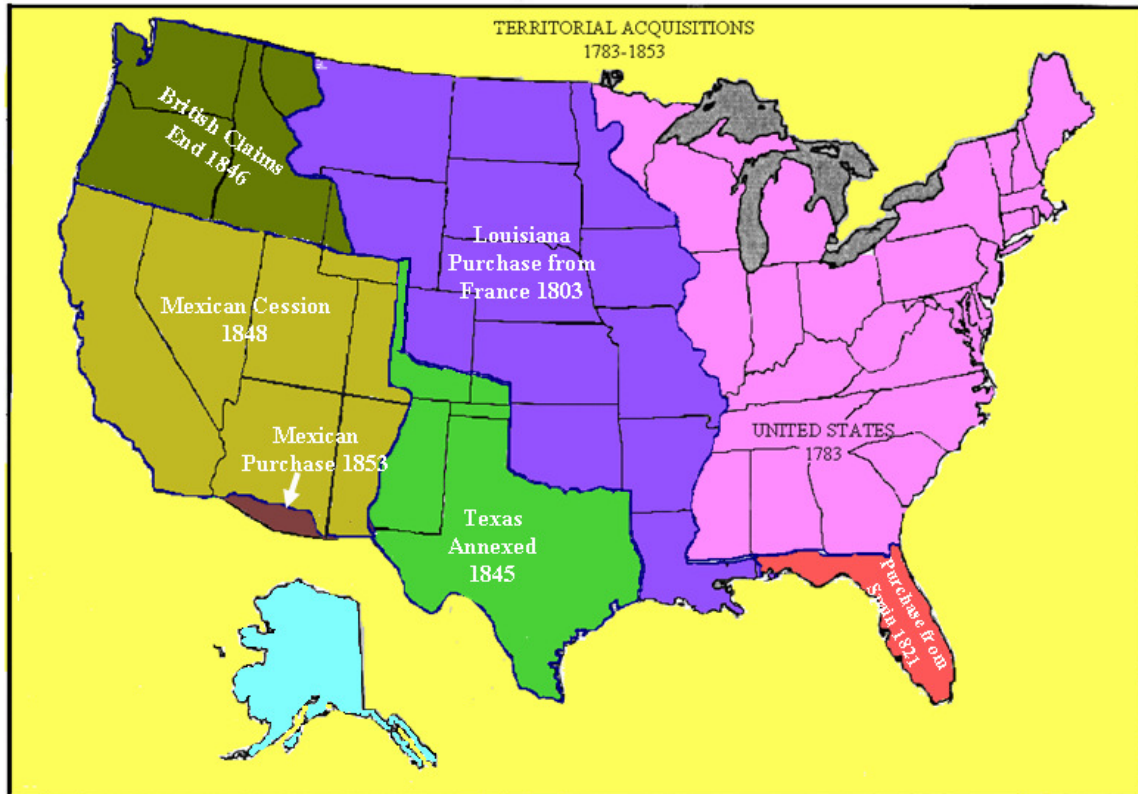 TERRITORIAL ACQUISITIONS
1783-1853
British Claims
End 1846
Louisiana
Purchase from
France 1803
Mexican Cession
1848
Mexican
Purchase 1853
UNITED STATES
1783
Texas
Annexed
1845
Purchase from
Spain 1821